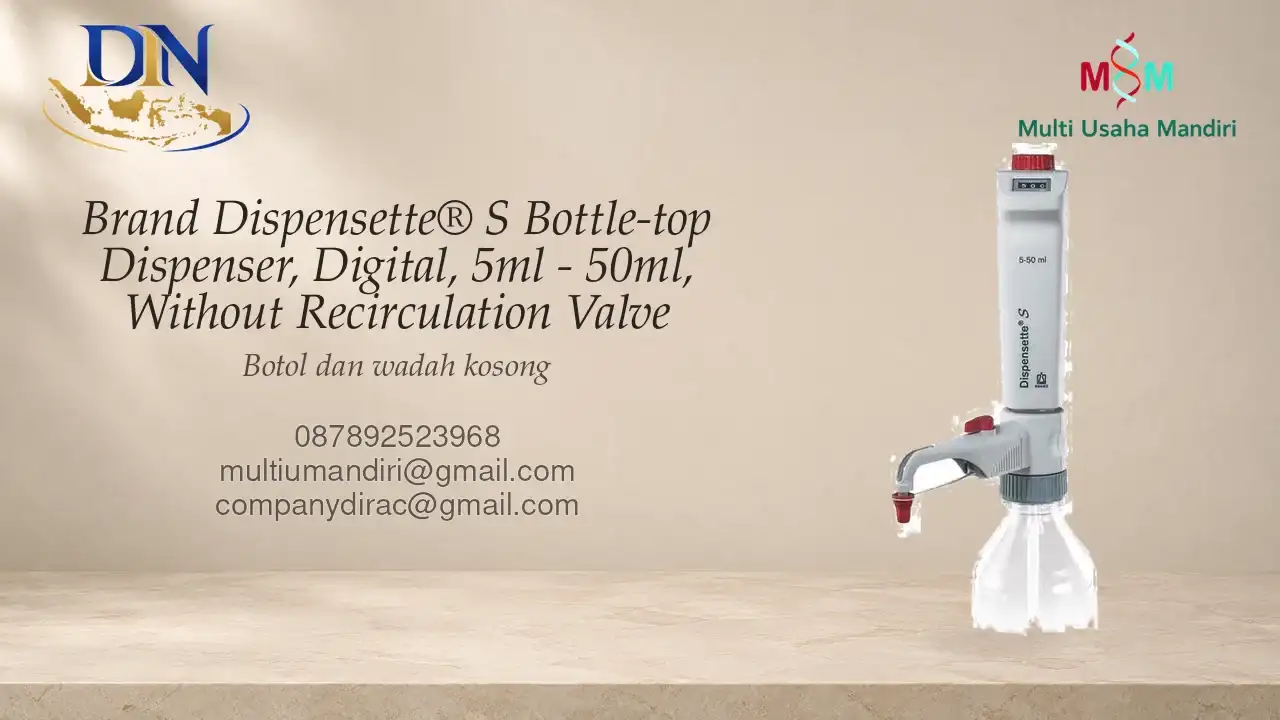 DN
M M
Multi Usaha Mandiri
Brand Dispensette® S Bottle-top
Dispenser, Digital, 5ml - 50ml,
Without Recirculation Valve
Botol dan wadah kosong
087892523968
multiumandiri@gmail.com
companydirac@gmail.com
5-50 ml
Dispensette® S